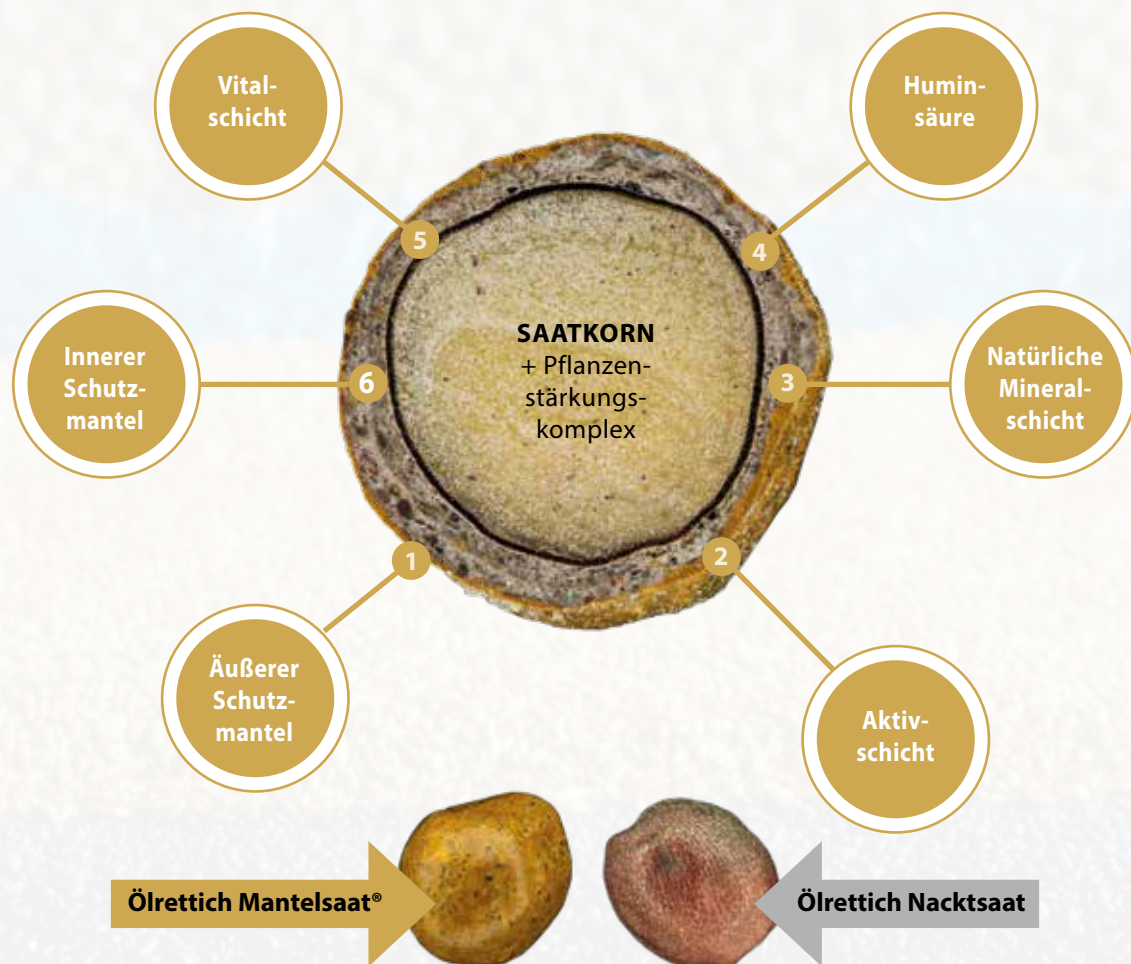 Vital-
schicht
Humin-
säure
5
4
SAATKORN
+ Pflanzen-
stärkungs-
komplex
Innerer
Schutz-
mantel
6
3
Natürliche
Mineral-
schicht
1
2
Äußerer
Schutz-
mantel
Aktiv-
schicht
Ölrettich Mantelsaat®
Ölrettich Nacktsaat